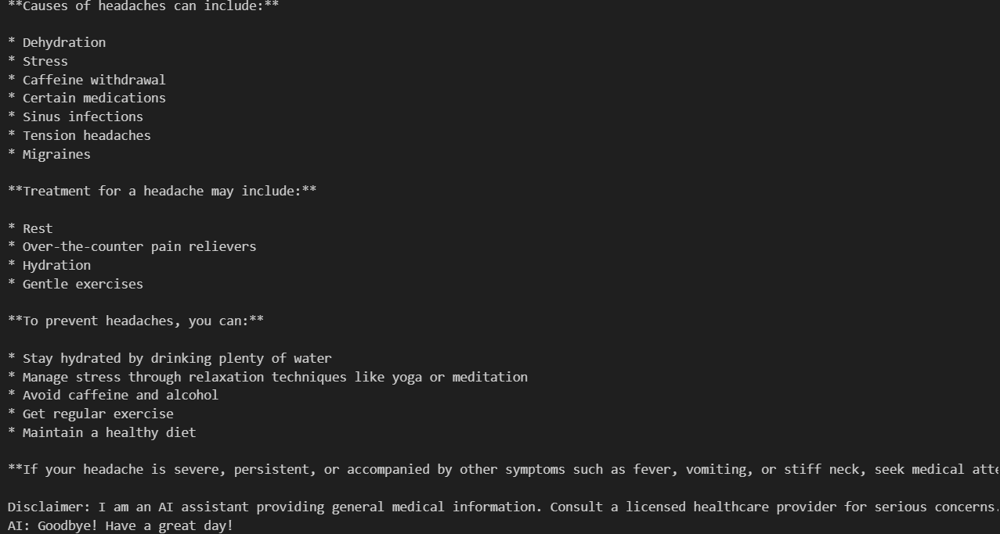 **Causes of headaches can include:**
* Dehydration
* Stress
* Caffeine withdrawal
* Certain medications
* Sinus infections
* Tension headaches
* Migraines
**Treatment for a headache may include:**
* Rest
* Over-the-counter pain relievers
* Hydration
* Gentle exercises
**To prevent headaches, you can:**
* Stay hydrated by drinking plenty of water
* Manage stress through relaxation techniques like yoga or meditation
* Avoid caffeine and alcohol
* Get regular exercise
* Maintain a healthy diet
**If your headache is severe, persistent, or accompanied by other symptoms such as fever, vomiting, or stiff neck, seek medical
Disclaimer: I am an AI assistant providing general medical information. Consult a licensed healthcare provider for serious concerns.
AI: Goodbye! Have a great day!